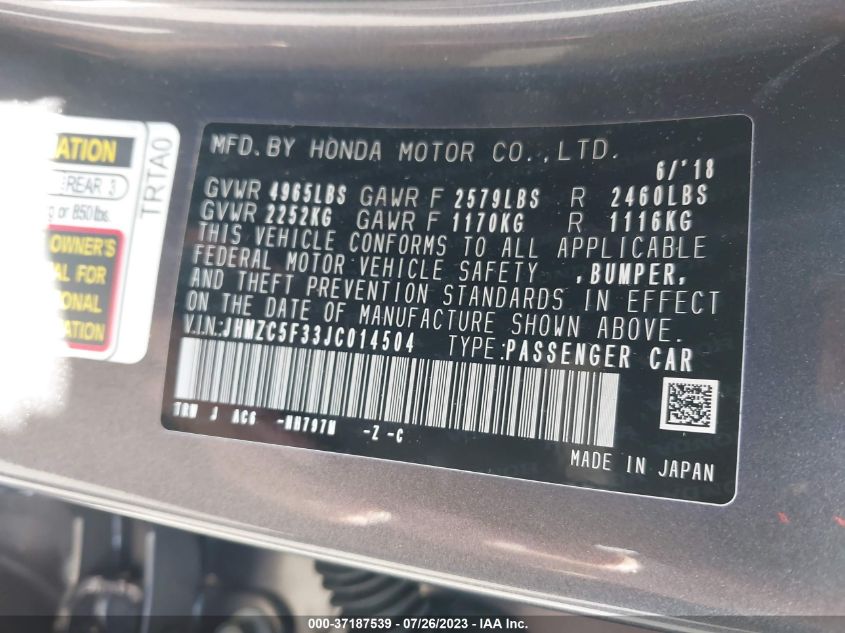 ATION
REAR 3
g or 850 lbs.
OWNER'S
AL FOR
IONAL
ATION
TRTA0
MFD. BY HONDA MOTOR CO., LTD.
6/'18
GVWR 4965LBS GAWR F 2579LBS R 2460LBS
GVWR 2252KG GAWR F 1170KG R 1116KG
THIS VEHICLE CONFORMS TO ALL APPLICABLE
FEDERAL MOTOR VEHICLE SAFETY , BUMPER,
AND THEFT PREVENTION STANDARDS IN EFFECT
ON THE DATE OF MANUFACTURE SHOWN ABOVE.
V.I.N.:JHMZC5F33JC014504 TYPE:PASSENGER CAR
TRM J AC6 -NH797M -Z -C
MADE IN JAPAN
000-37187539 - 07/26/2023 - IAA Inc.